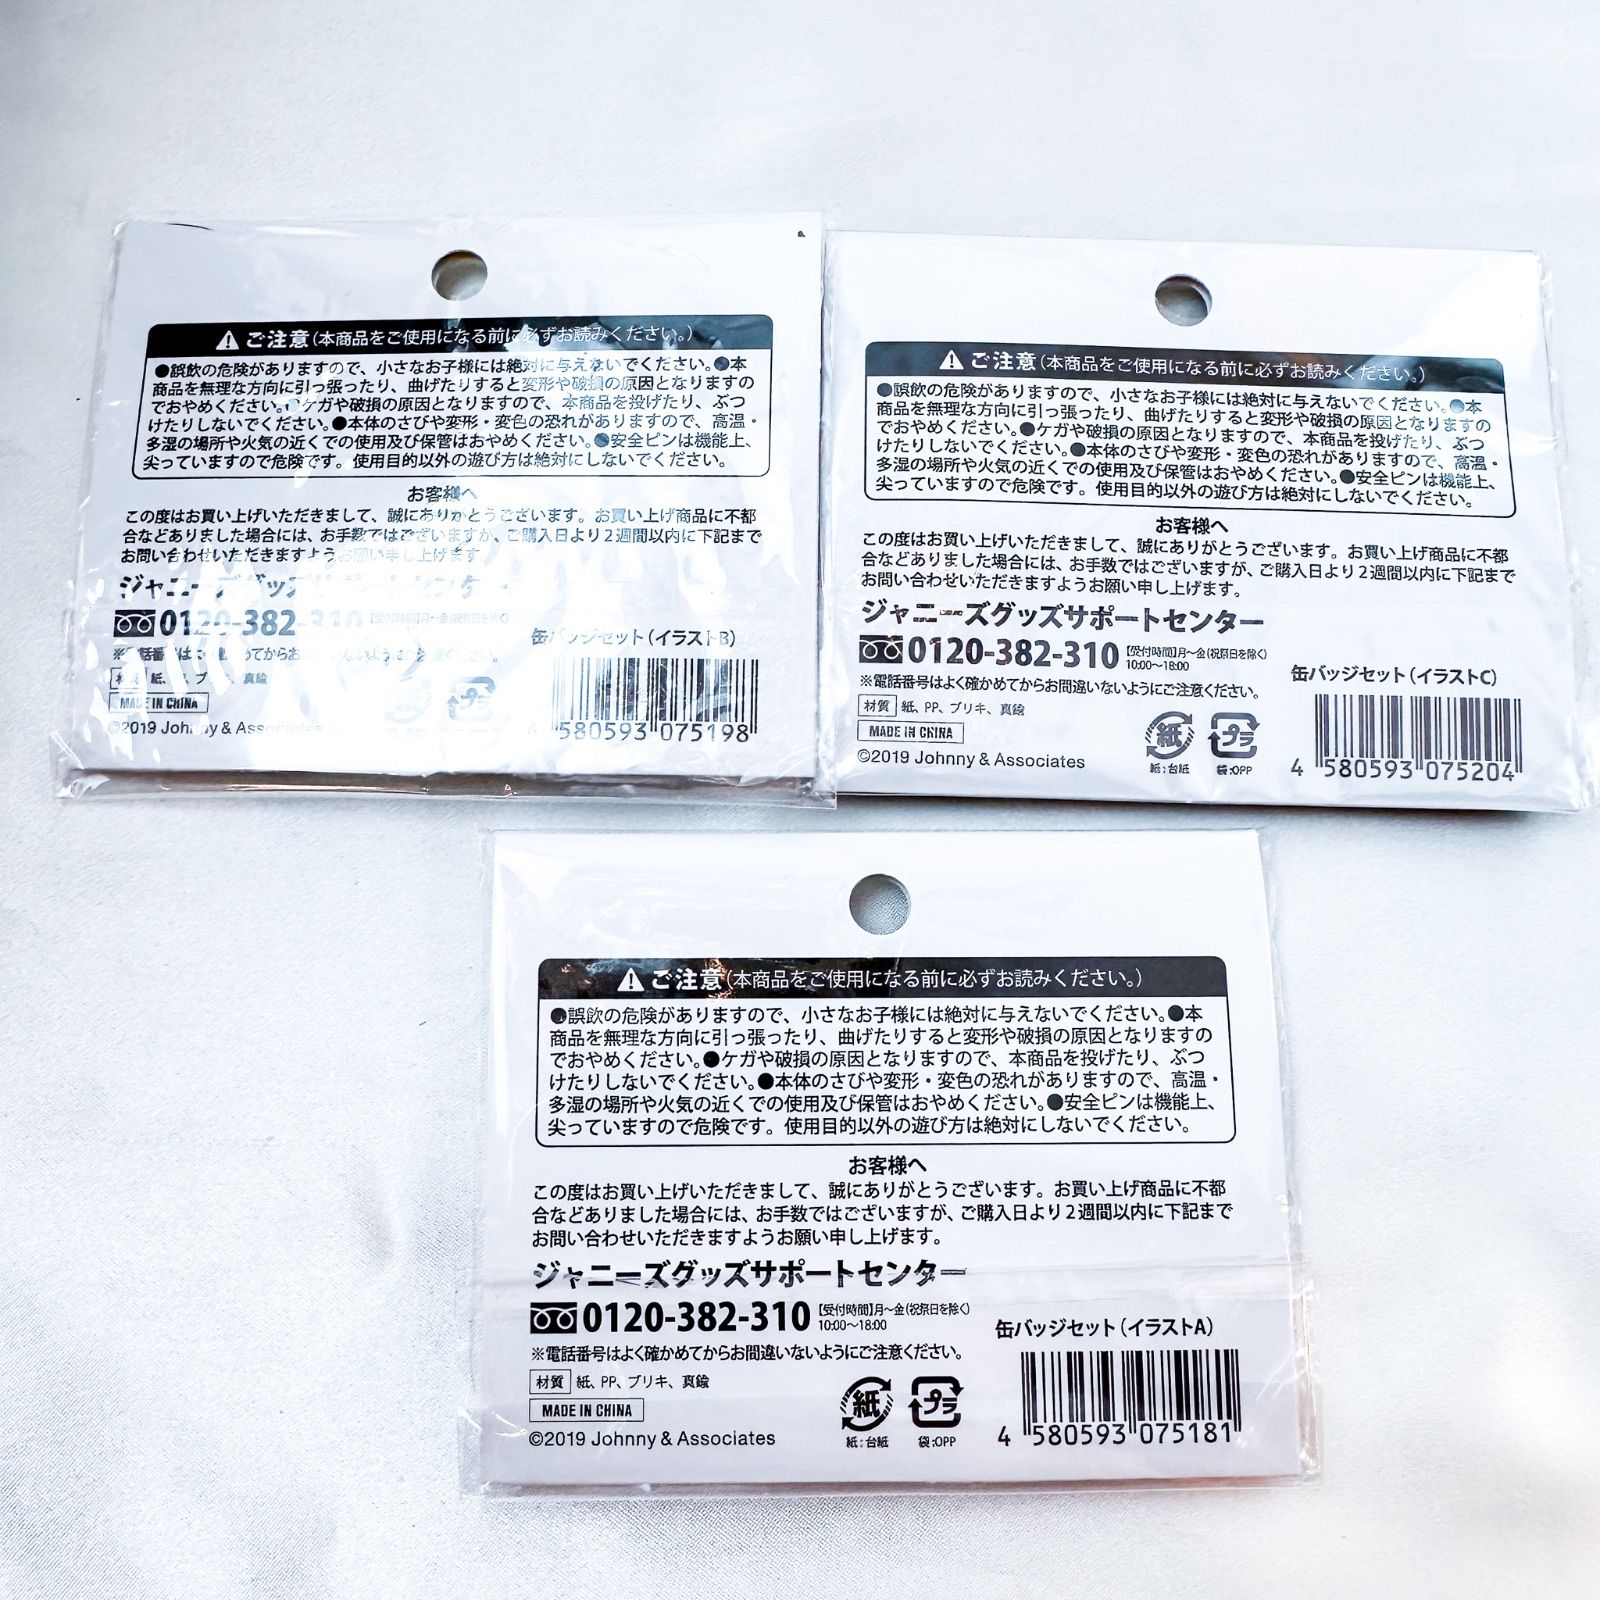 ご注意(本商品をご使用になる前に必ずお読みください。)
●誤飲の危険がありますので、小さなお子様には絶対に与えないでください。●本
商品を無理な方向に引っ張ったり、曲げたりすると変形や破損の原因となりますの
でおやめください。●ケガや破損の原因となりますので、本商品を投げたり、ぶつ
けたりしないでください。●本体のさびや変形・変色の恐れがありますので、高温・
多湿の場所や火気の近くでの使用及び保管はおやめください。●安全ピンは機能上、
尖っていますので危険です。使用目的以外の遊び方は絶対にしないでください。
お客様へ
この度はお買い上げいただきまして、誠にありがとうございます。お買い上げ商品に不都
合などありました場合には、お手数ではございますが、ご購入日より2週間以内に下記まで
お問い合わせいただきますようお願い申し上げます
0120-382-310 【受付時間】月～金(祝祭日を除く)
缶バッジセット(イラストB)
MADE IN CHINA
©2019 Johnny & Associates
4 580593 075198
ご注意(本商品をご使用になる前に必ずお読みください。)
●誤飲の危険がありますので、小さなお子様には絶対に与えないでください。●本
商品を無理な方向に引っ張ったり、曲げたりすると変形や破損の原因となりますの
でおやめください。●ケガや破損の原因となりますので、本商品を投げたり、ぶつ
けたりしないでください。●本体のさびや変形・変色の恐れがありますので、高温・
多湿の場所や火気の近くでの使用及び保管はおやめください。●安全ピンは機能上、
尖っていますので危険です。使用目的以外の遊び方は絶対にしないでください。
お客様へ
この度はお買い上げいただきまして、誠にありがとうございます。お買い上げ商品に不都
合などありました場合には、お手数ではございますが、ご購入日より2週間以内に下記まで
お問い合わせいただきますようお願い申し上げます。
ジャニーズグッズサポートセンター
0120-382-310 【受付時間】月～金(祝祭日を除く)
10:00～18:00
※電話番号はよく確かめてからお間違いないようにご注意ください。
缶バッジセット(イラストC)
材質 紙、PP、ブリキ、真鍮
MADE IN CHINA
©2019 Johnny & Associates
紙 プラ
紙:台紙 袋:OPP
4 580593 075204
ご注意(本商品をご使用になる前に必ずお読みください。)
●誤飲の危険がありますので、小さなお子様には絶対に与えないでください。●本
商品を無理な方向に引っ張ったり、曲げたりすると変形や破損の原因となりますの
でおやめください。●ケガや破損の原因となりますので、本商品を投げたり、ぶつ
けたりしないでください。●本体のさびや変形・変色の恐れがありますので、高温・
多湿の場所や火気の近くでの使用及び保管はおやめください。●安全ピンは機能上、
尖っていますので危険です。使用目的以外の遊び方は絶対にしないでください。
お客様へ
この度はお買い上げいただきまして、誠にありがとうございます。お買い上げ商品に不都
合などありました場合には、お手数ではございますが、ご購入日より2週間以内に下記まで
お問い合わせいただきますようお願い申し上げます。
ジャニーズグッズサポートセンター
0120-382-310 【受付時間】月～金(祝祭日を除く)
10:00～18:00
※電話番号はよく確かめてからお間違いないようにご注意ください。
缶バッジセット(イラストA)
材質 紙、PP、ブリキ、真鍮
MADE IN CHINA
©2019 Johnny & Associates
紙 プラ
紙:台紙 袋:OPP
4 580593 075181